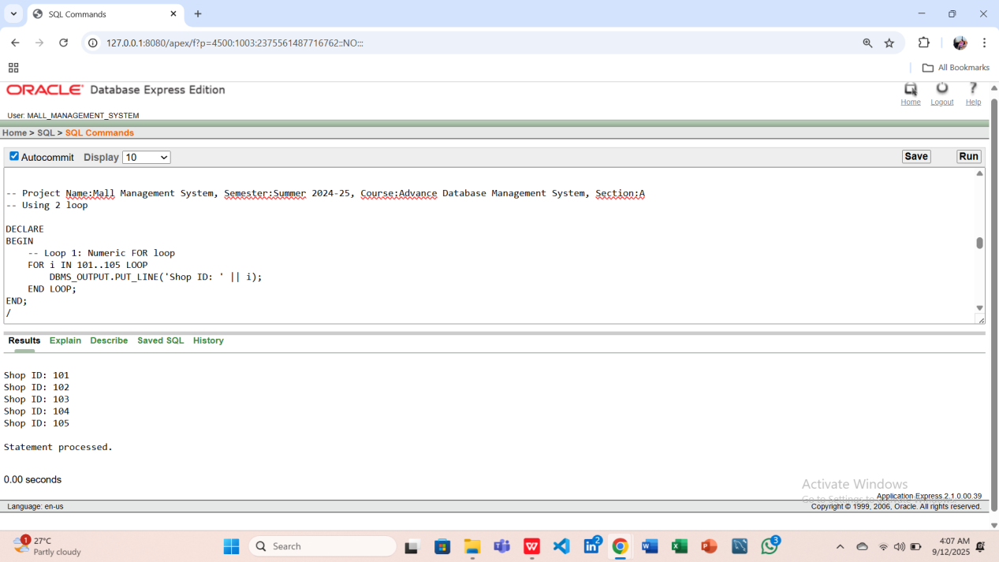 SQL Commands
127.0.0.1:8080/apex/f?p=4500:1003:2375561487716762::NO:::
All Bookmarks
ORACLE® Database Express Edition
Home Logout Help
User: MALL_MANAGEMENT_SYSTEM
Home > SQL > SQL Commands
Autocommit Display 10 Save Run
-- Project Name:Mall Management System, Semester:Summer 2024-25, Course:Advance Database Management System, Section:A
-- Using 2 loop
DECLARE
BEGIN
-- Loop 1: Numeric FOR loop
FOR i IN 101..105 LOOP
DBMS_OUTPUT.PUT_LINE('Shop ID: ' || i);
END LOOP;
END;
/
Results Explain Describe Saved SQL History
Shop ID: 101
Shop ID: 102
Shop ID: 103
Shop ID: 104
Shop ID: 105
Statement processed.
0.00 seconds
Activate Windows
Application Express 2.1.0.00.39
Go to Settings to
Language: en-us
Copyright © 1999, 2006, Oracle. All rights reserved.
1
27°C
Partly cloudy
Search
2
3
4:07 AM
9/12/2025